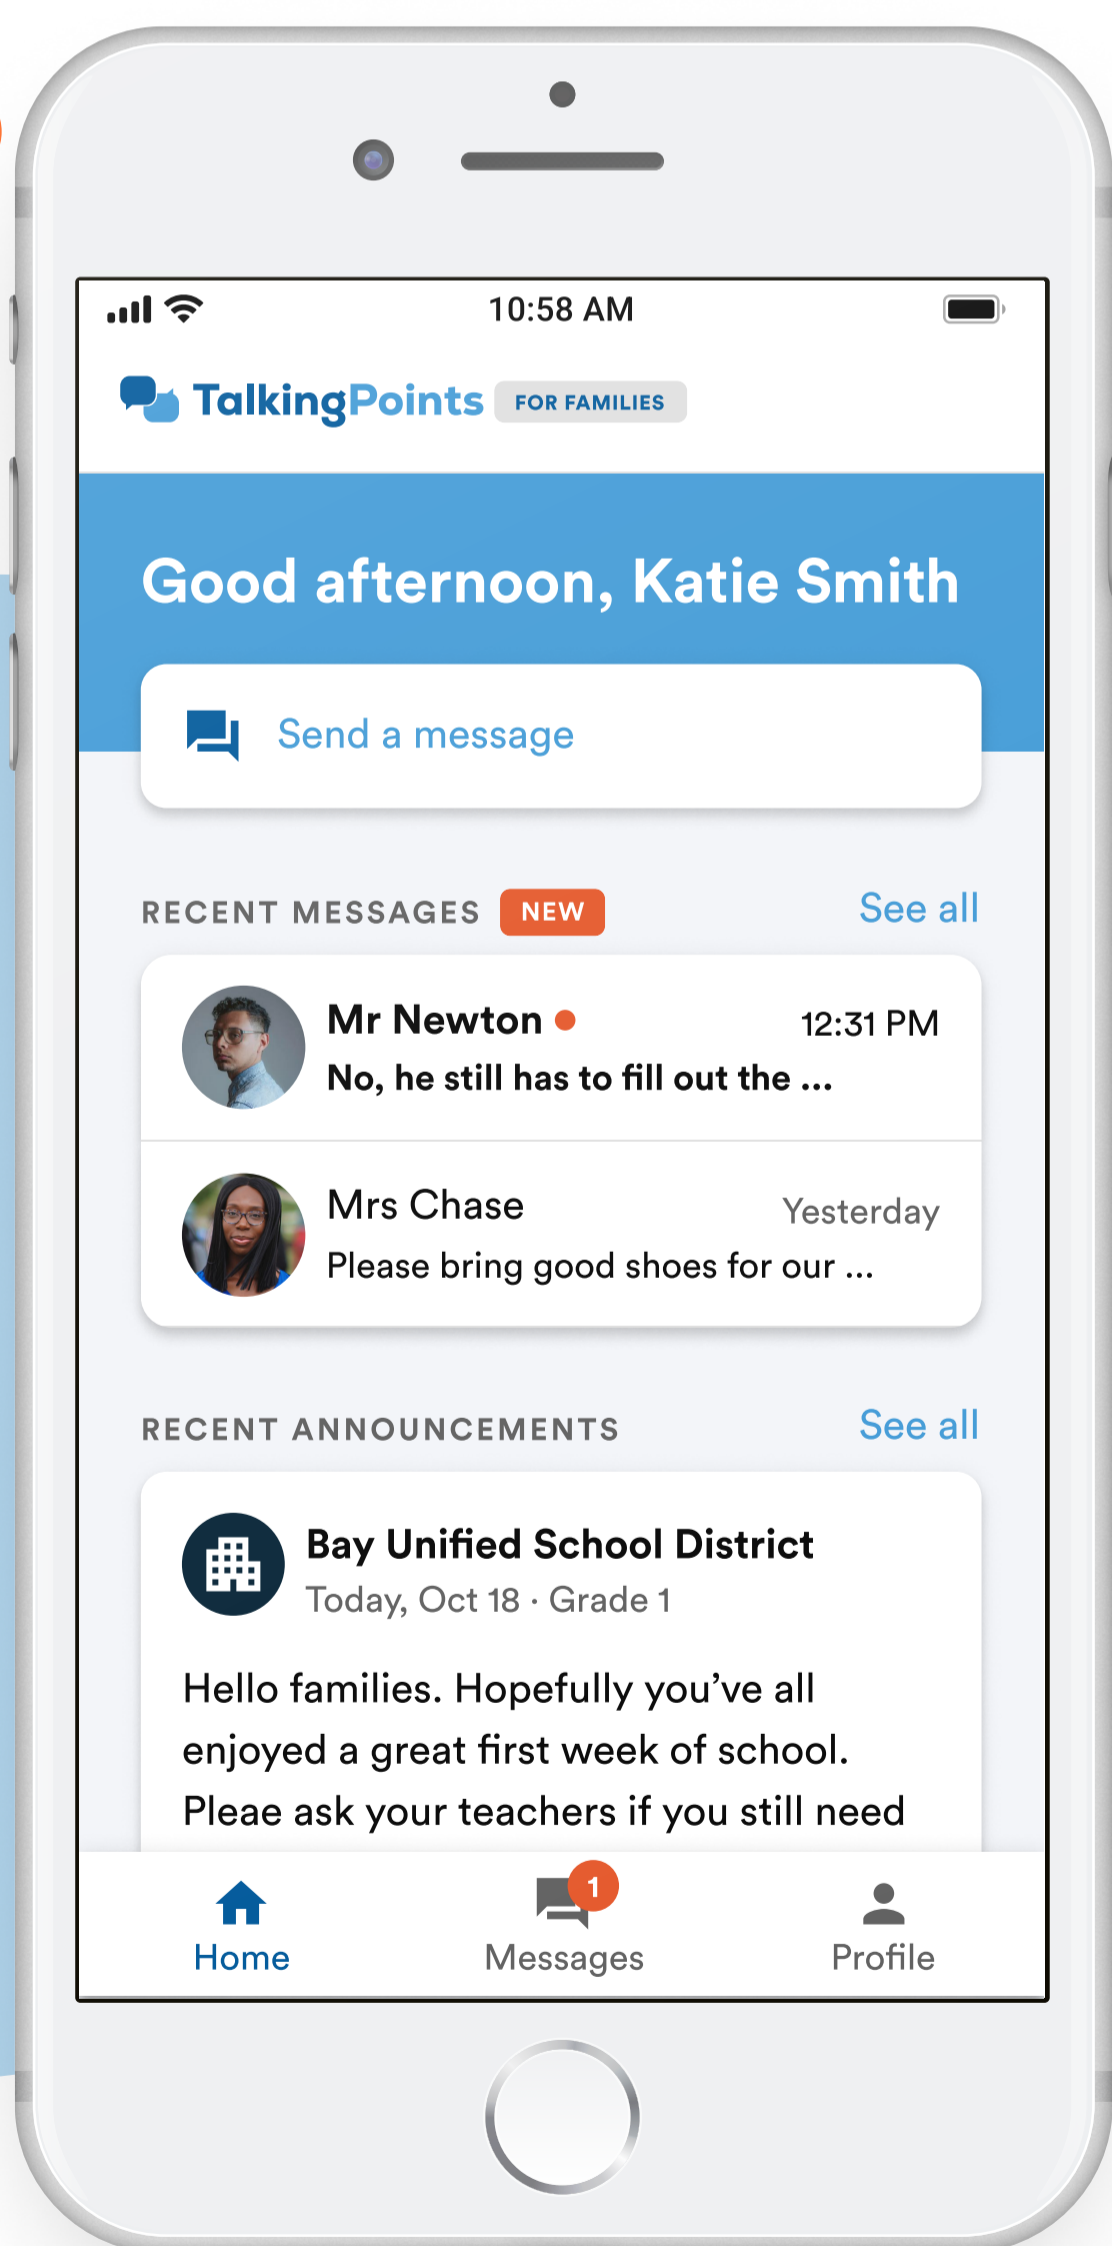 10:58 AM
TalkingPoints FOR FAMILIES
Good afternoon, Katie Smith
Send a message
RECENT MESSAGES NEW See all
Mr Newton 12:31 PM
No, he still has to fill out the ...
Mrs Chase Yesterday
Please bring good shoes for our ...
RECENT ANNOUNCEMENTS See all
Bay Unified School District
Today, Oct 18 · Grade 1
Hello families. Hopefully you’ve all
enjoyed a great first week of school.
Pleae ask your teachers if you still need
1
Home Messages Profile